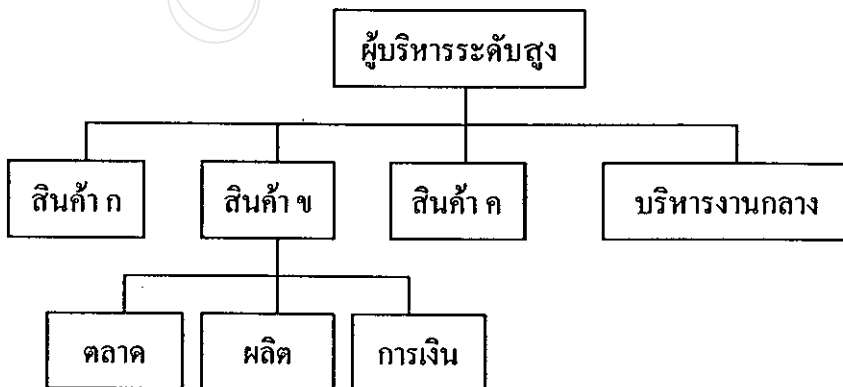 ผู้บริหารระดับสูง
สินค้า ก
สินค้า ข
สินค้า ค
บริหารงานกลาง
ตลาด
ผลิต
การเงิน